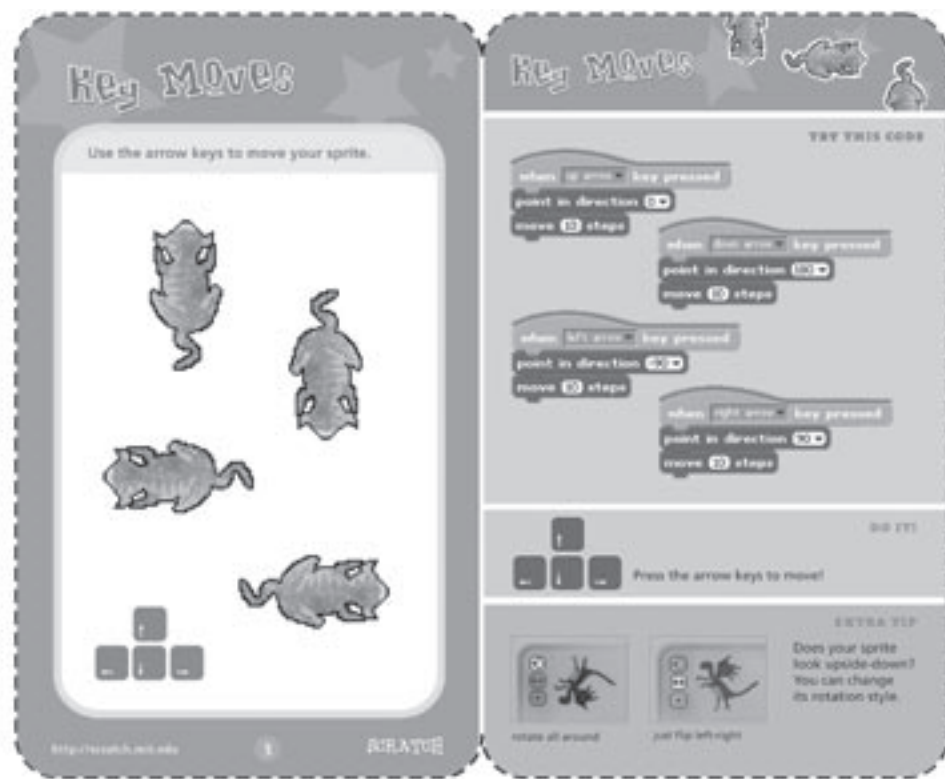 Key Moves
Use the arrow keys to move your sprite.
http://scratch.mit.edu
1
SCRATCH
Key Moves
TRY THIS CODE
when up arrow key pressed
point in direction 0
move 10 steps
when down arrow key pressed
point in direction 180
move 10 steps
when left arrow key pressed
point in direction -90
move 10 steps
when right arrow key pressed
point in direction 90
move 10 steps
DO IT!
Press the arrow keys to move!
EXTRA TIP
rotate all around
just flip left-right
Does your sprite
look upside-down?
You can change
its rotation style.